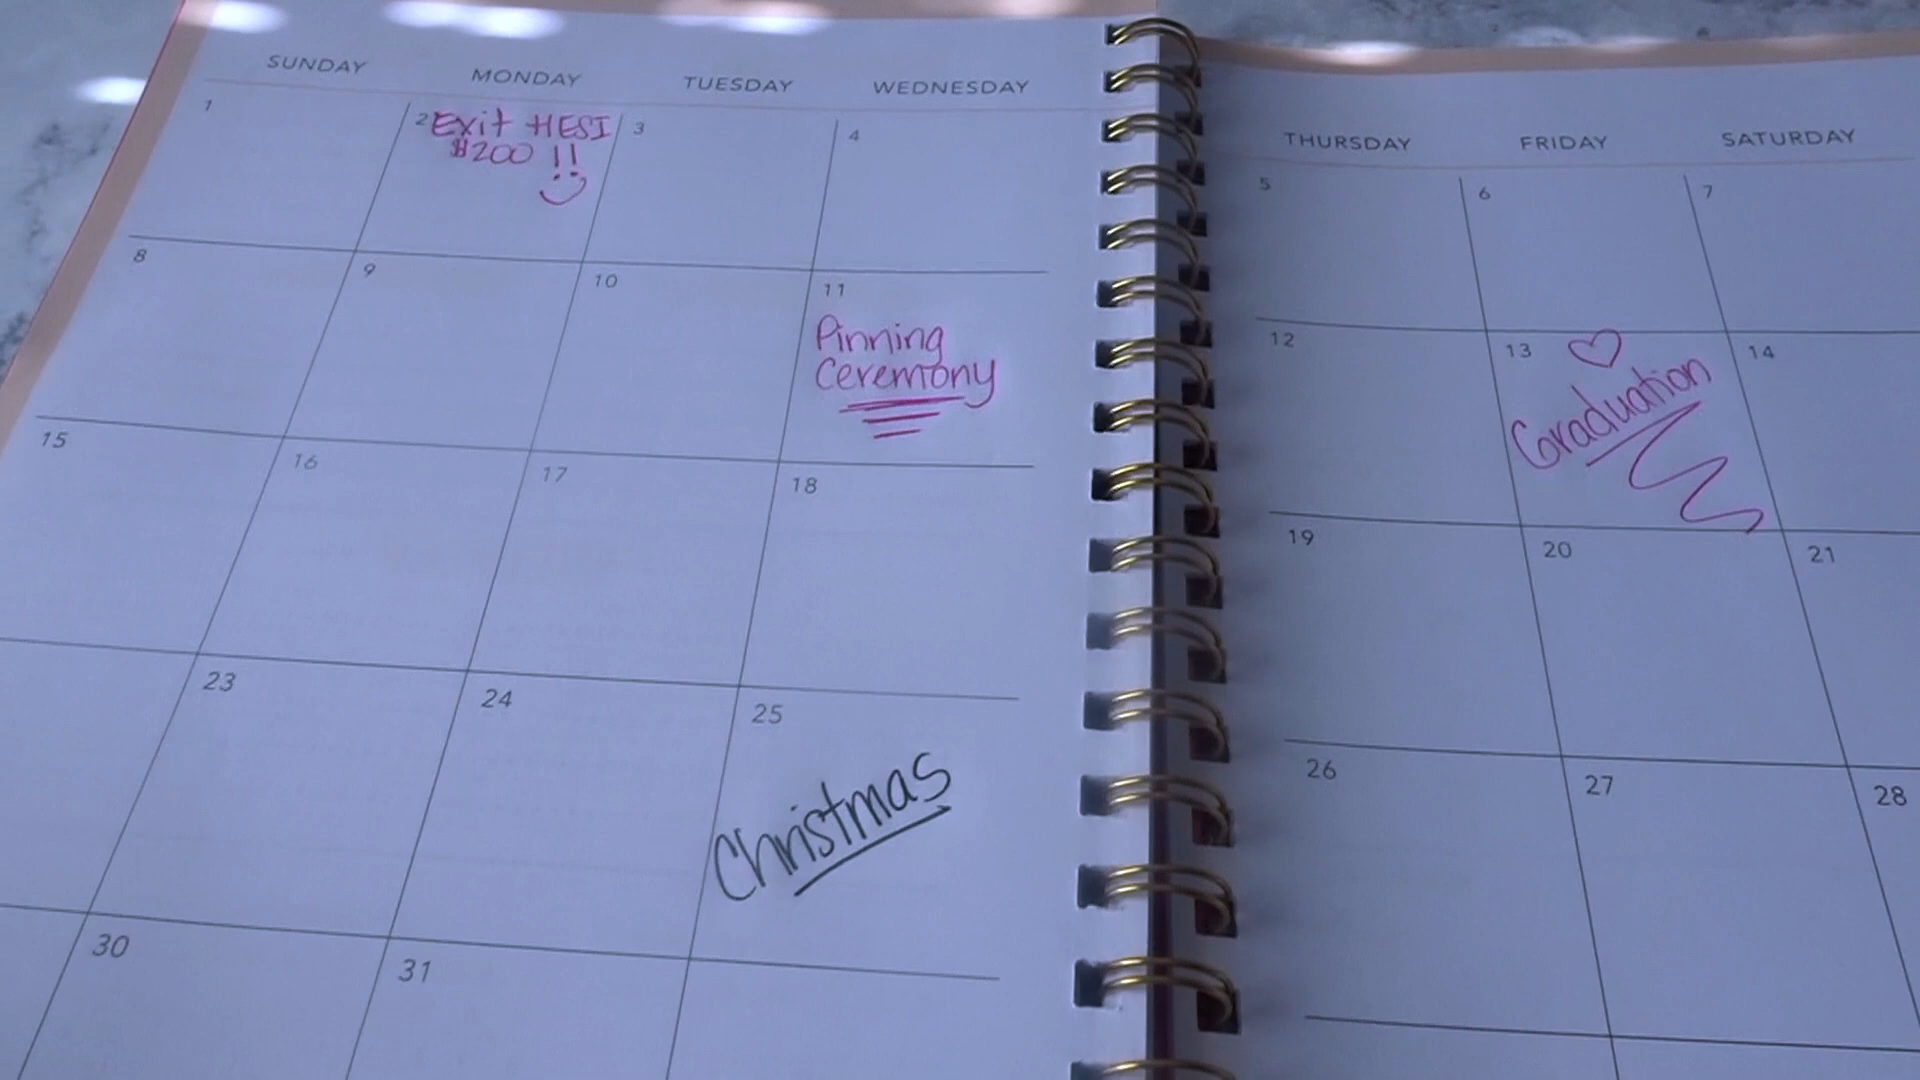 SUNDAY MONDAY TUESDAY WEDNESDAY THURSDAY FRIDAY SATURDAY
1 2 3 4 5 6 7
Exit HESI
$200 !!
8 9 10 11 12 13 14
Pinning
Ceremony
Graduation
15 16 17 18 19 20 21
23 24 25 26 27 28
Christmas
30 31